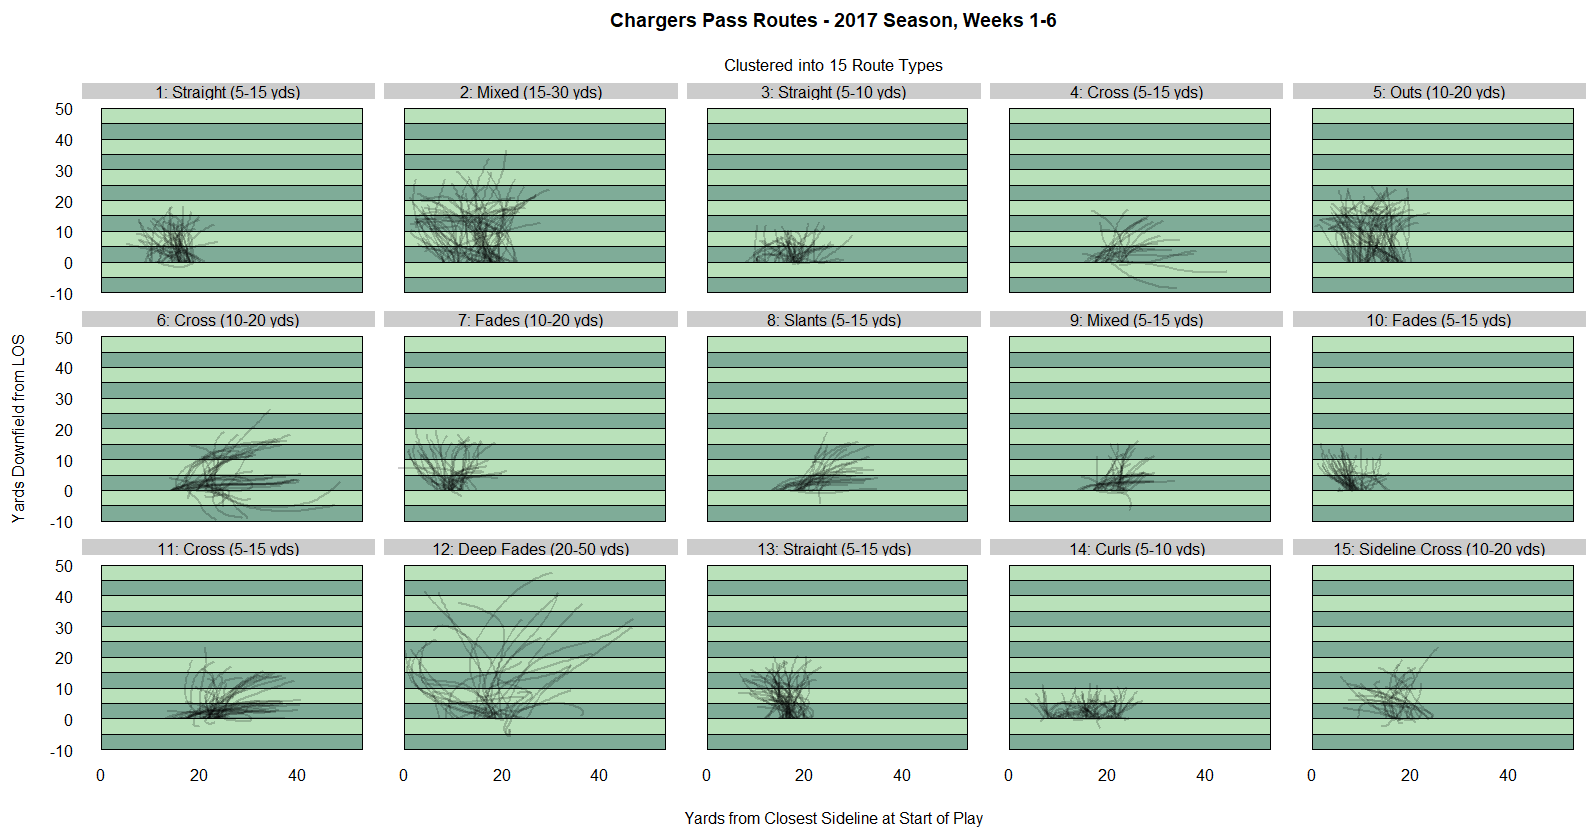 Chargers Pass Routes - 2017 Season, Weeks 1-6
Clustered into 15 Route Types
1: Straight (5-15 yds)
2: Mixed (15-30 yds)
3: Straight (5-10 yds)
4: Cross (5-15 yds)
5: Outs (10-20 yds)
50
40
30
20
10
0
-10
6: Cross (10-20 yds)
7: Fades (10-20 yds)
8: Slants (5-15 yds)
9: Mixed (5-15 yds)
10: Fades (5-15 yds)
50
40
30
20
10
0
-10
Yards Downfield from LOS
11: Cross (5-15 yds)
12: Deep Fades (20-50 yds)
13: Straight (5-15 yds)
14: Curls (5-10 yds)
15: Sideline Cross (10-20 yds)
50
40
30
20
10
0
-10
0 20 40 0 20 40 0 20 40 0 20 40 0 20 40
Yards from Closest Sideline at Start of Play